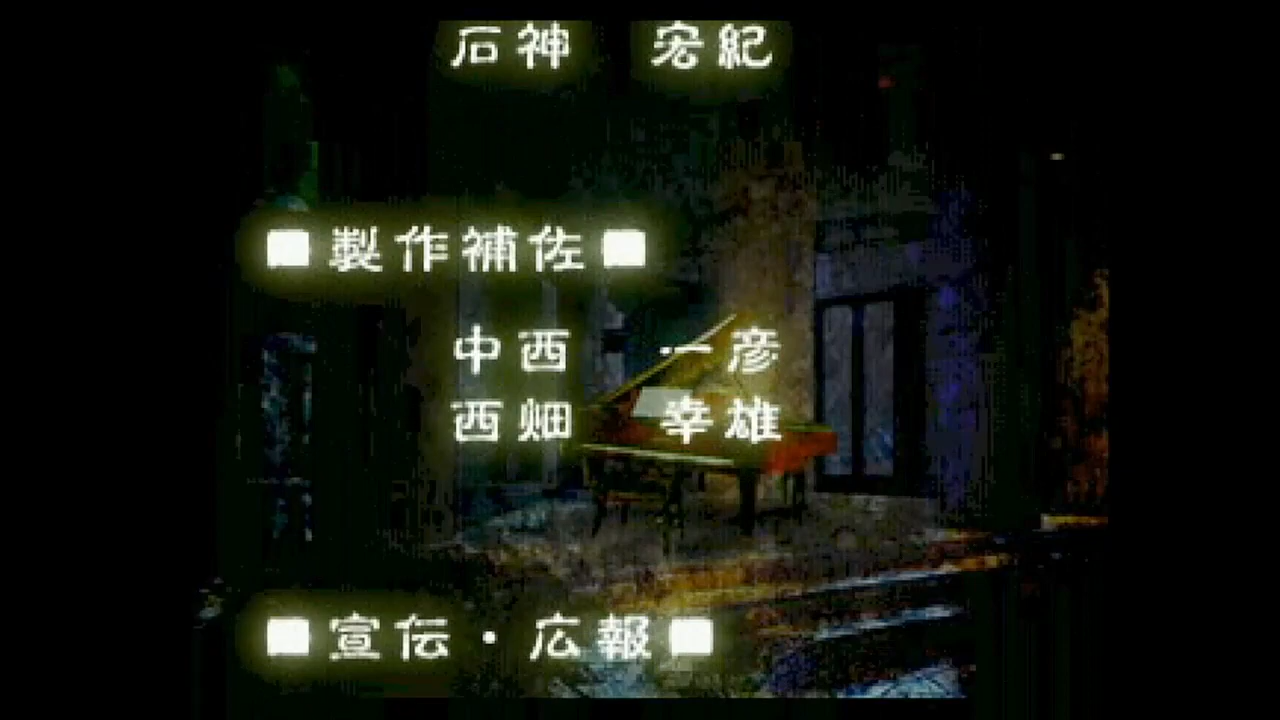 石神 宏紀
■製作補佐■
中西 一彦
西畑 幸雄
■宣伝・広報■